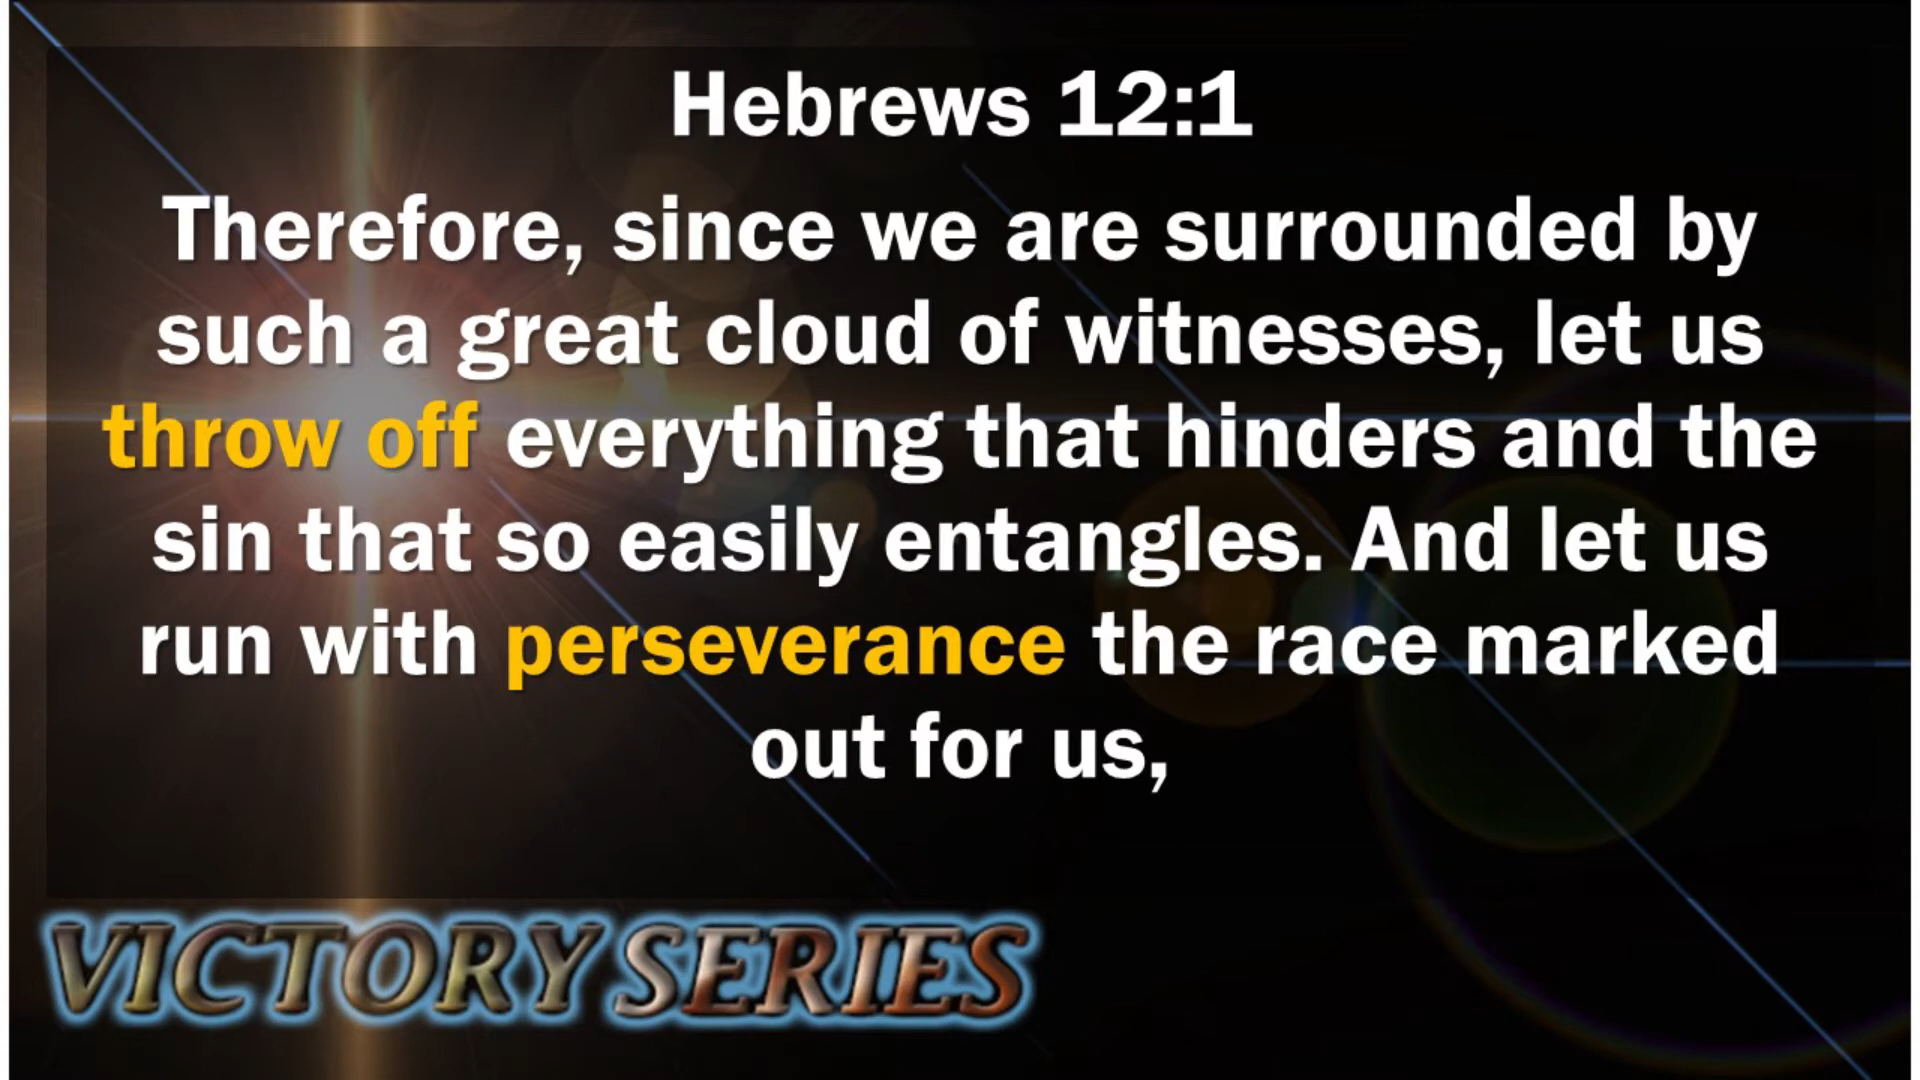 Hebrews 12:1
Therefore, since we are surrounded by
such a great cloud of witnesses, let us
throw off everything that hinders and the
sin that so easily entangles. And let us
run with perseverance the race marked
out for us,
VICTORY SERIES